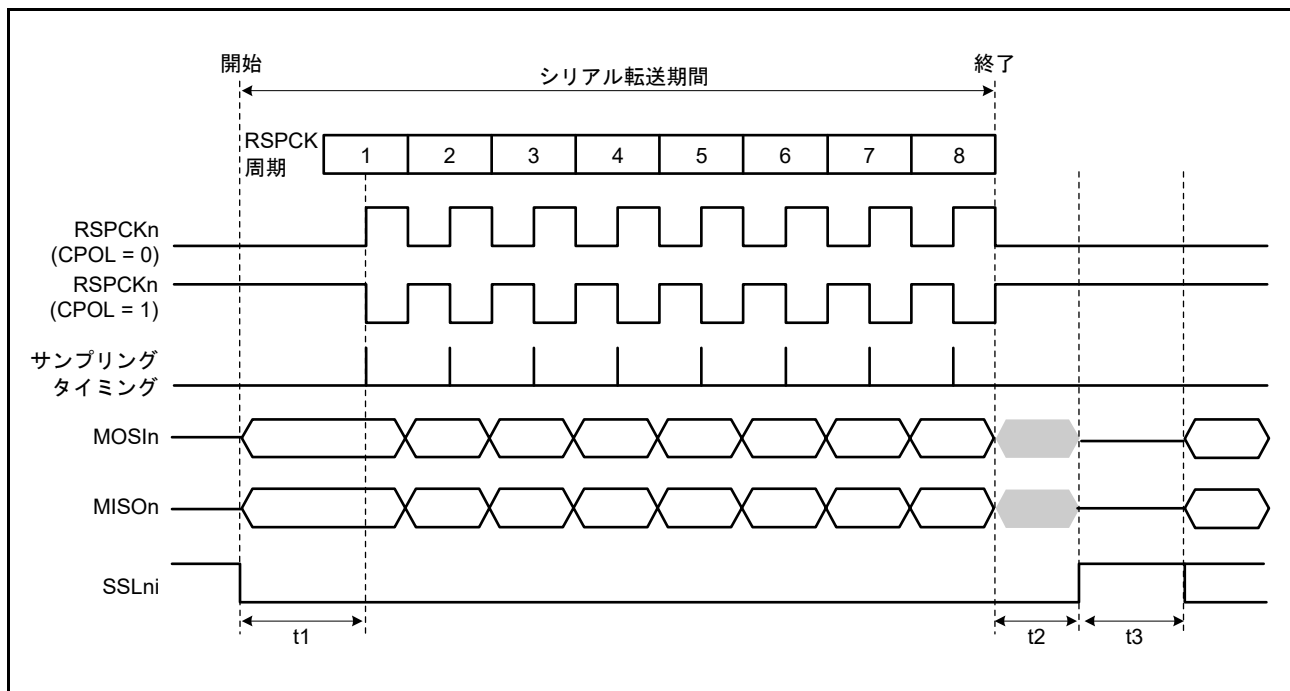 開始
シリアル転送期間
終了
RSPCK
周期
1 2 3 4 5 6 7 8
RSPCKn
(CPOL = 0)
RSPCKn
(CPOL = 1)
サンプリング
タイミング
MOSIn
MISOn
SSLni
t1
t2
t3